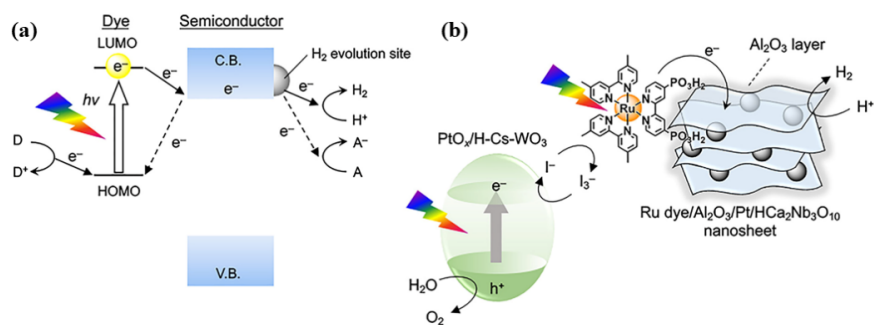 (a)
Dye
Semiconductor
LUMO
e⁻
e⁻
C.B.
e⁻
H₂ evolution site
e⁻
H₂
H⁺
hν
e⁻
e⁻
A⁻
A
D
D⁺
e⁻
HOMO
V.B.
(b)
e⁻
Al₂O₃ layer
H₂
H⁺
PO₃H₂
PO₃H₂
N
N
N
N
N
N
Ru
PtOₓ/H-Cs-WO₃
I⁻
I₃⁻
e⁻
h⁺
H₂O
O₂
Ru dye/Al₂O₃/Pt/HCa₂Nb₃O₁₀
nanosheet